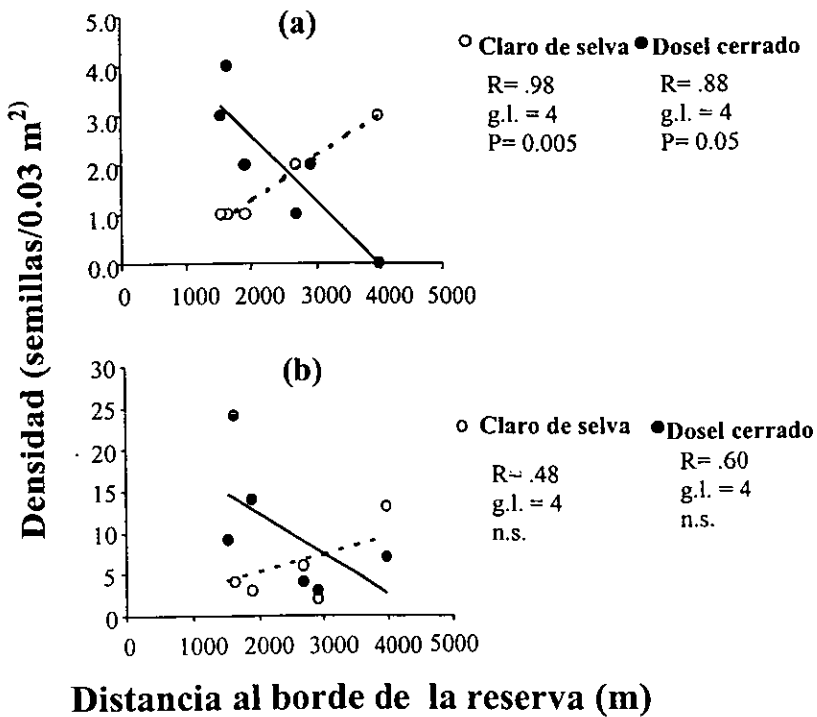 Densidad (semillas/0.03 m²)
(a)
5.0
4.0
3.0
2.0
1.0
0.0
0 1000 2000 3000 4000 5000
Claro de selva Dosel cerrado
R= .98 R= .88
g.l. = 4 g.l. = 4
P= 0.005 P= 0.05
(b)
30
25
20
15
10
5
0
0 1000 2000 3000 4000 5000
Claro de selva Dosel cerrado
R= .48 R= .60
g.l. = 4 g.l. = 4
n.s. n.s.
Distancia al borde de la reserva (m)